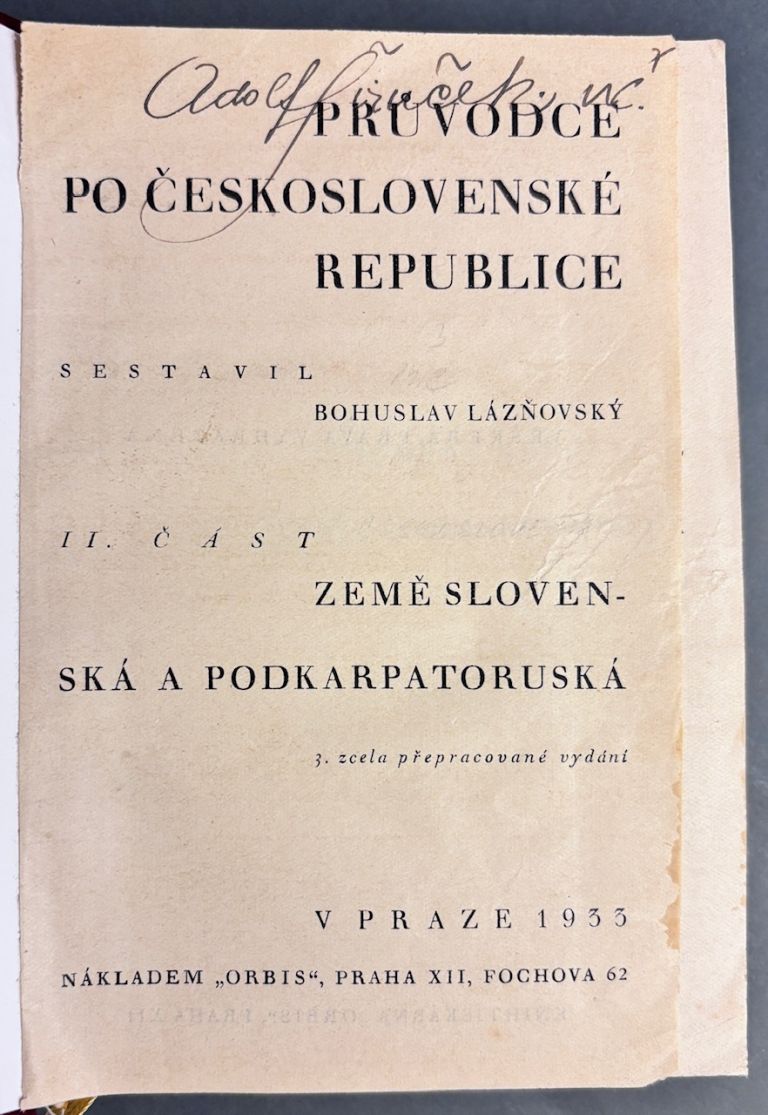 Adolf
PRŮVODCE
PO ČESKOSLOVENSKÉ
REPUBLICE
SESTAVIL
BOHUSLAV LÁZŇOVSKÝ
II. ČÁST
ZEMĚ SLOVEN-
SKÁ A PODKARPATORUSKÁ
3. zcela přepracované vydání
V PRAZE 1933
NÁKLADEM „ORBIS“, PRAHA XII, FOCHOVA 62